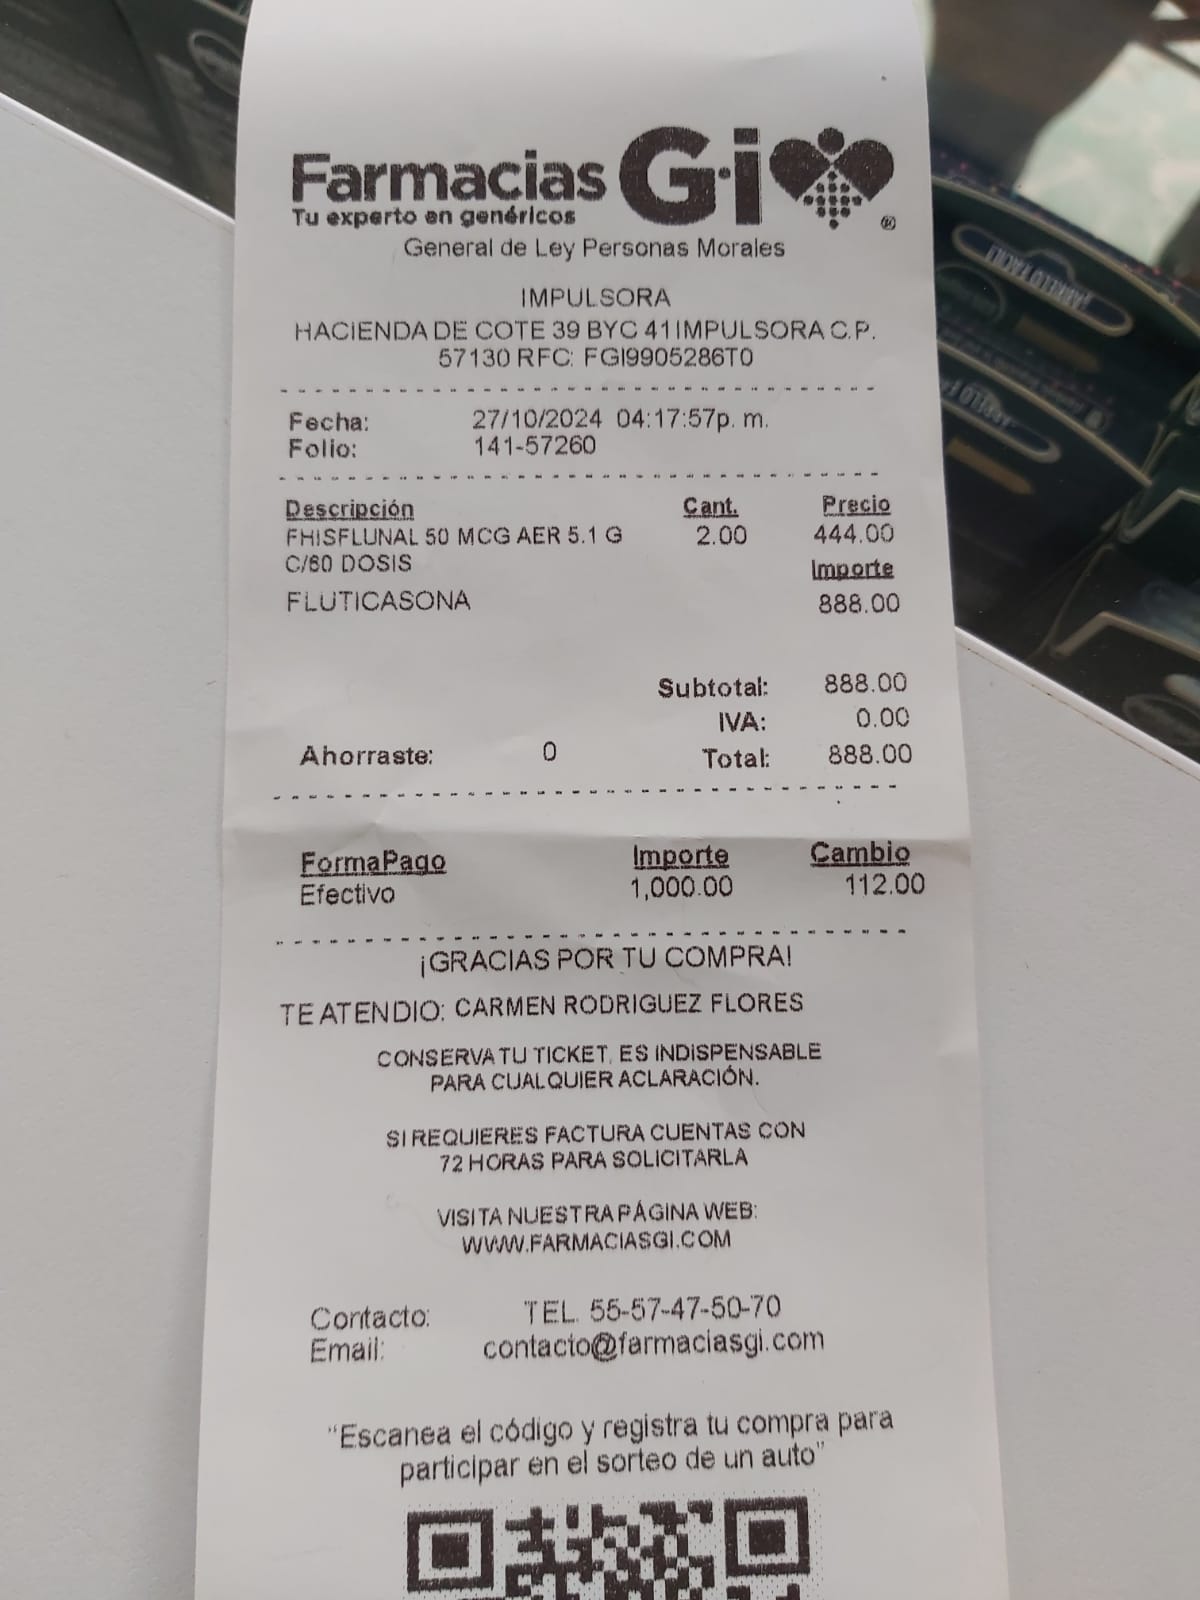 Farmacias G·i
Tu experto en genéricos
®
General de Ley Personas Morales
IMPULSORA
HACIENDA DE COTE 39 BYC 41 IMPULSORA C.P.
57130 RFC: FGI9905286T0
Fecha: 27/10/2024 04:17:57p. m.
Folio: 141-57260
Descripción Cant. Precio
FHISFLUNAL 50 MCG AER 5.1 G 2.00 444.00
C/60 DOSIS Importe
FLUTICASONA 888.00
Subtotal: 888.00
IVA: 0.00
Ahorraste: 0 Total: 888.00
FormaPago Importe Cambio
Efectivo 1,000.00 112.00
¡GRACIAS POR TU COMPRA!
TE ATENDIO: CARMEN RODRIGUEZ FLORES
CONSERVA TU TICKET, ES INDISPENSABLE
PARA CUALQUIER ACLARACIÓN.
SI REQUIERES FACTURA CUENTAS CON
72 HORAS PARA SOLICITARLA
VISITA NUESTRA PÁGINA WEB:
WWW.FARMACIASGI.COM
Contacto: TEL. 55-57-47-50-70
Email: contacto@farmaciasgi.com
"Escanea el código y registra tu compra para
participar en el sorteo de un auto"